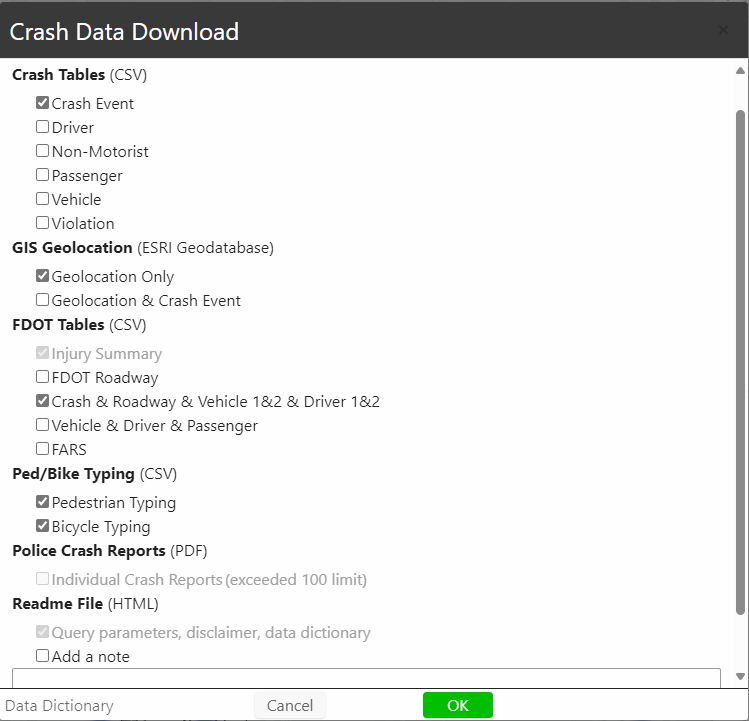 Crash Data Download
Crash Tables (CSV)
Crash Event
Driver
Non-Motorist
Passenger
Vehicle
Violation
GIS Geolocation (ESRI Geodatabase)
Geolocation Only
Geolocation & Crash Event
FDOT Tables (CSV)
Injury Summary
FDOT Roadway
Crash & Roadway & Vehicle 1&2 & Driver 1&2
Vehicle & Driver & Passenger
FARS
Ped/Bike Typing (CSV)
Pedestrian Typing
Bicycle Typing
Police Crash Reports (PDF)
Individual Crash Reports (exceeded 100 limit)
Readme File (HTML)
Query parameters, disclaimer, data dictionary
Add a note
Data Dictionary Cancel OK